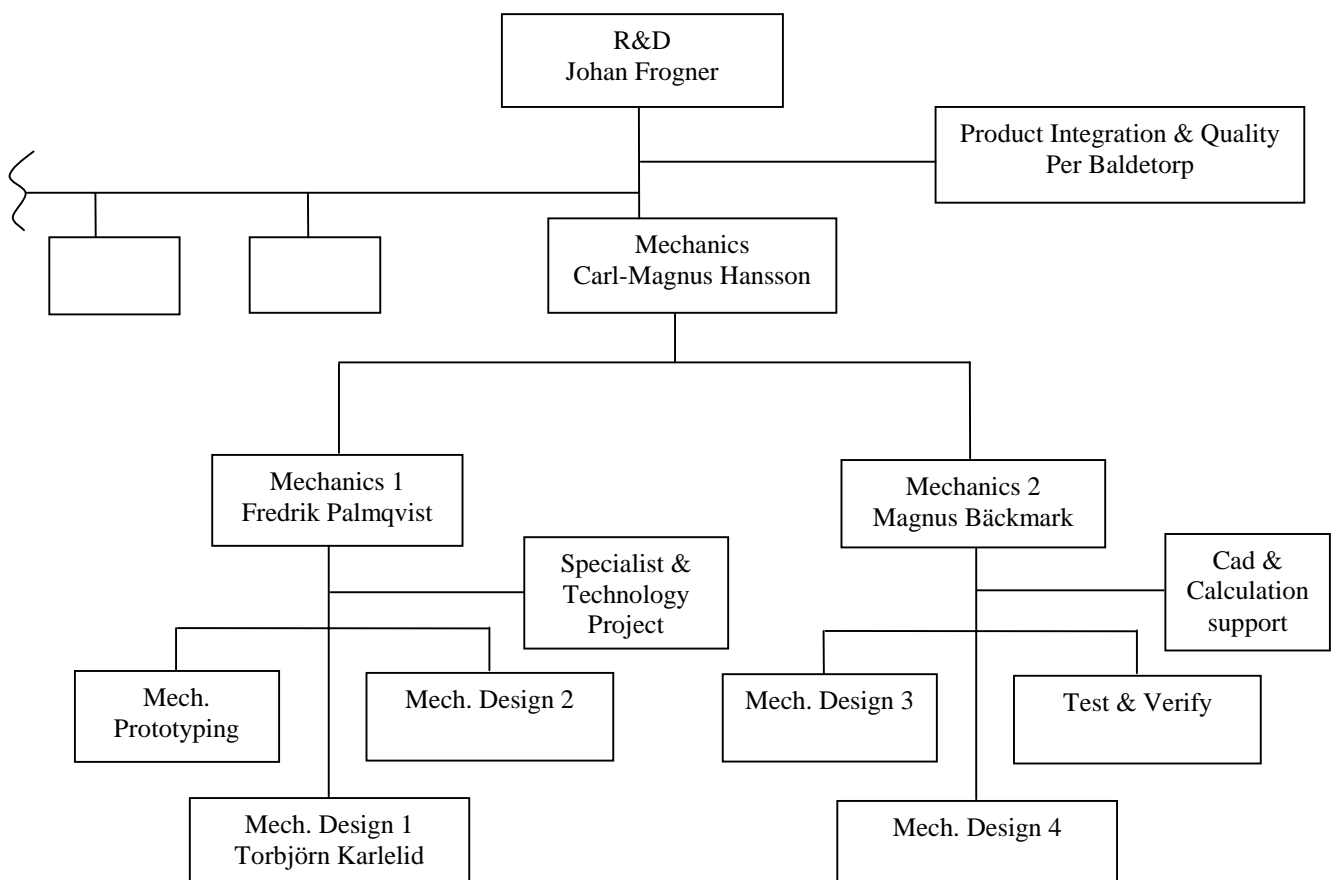 R&D
Johan Frogner
Product Integration & Quality
Per Baldetorp
Mechanics
Carl-Magnus Hansson
Mechanics 1
Fredrik Palmqvist
Mechanics 2
Magnus Bäckmark
Specialist &
Technology
Project
Cad &
Calculation
support
Mech.
Prototyping
Mech. Design 2
Mech. Design 3
Test & Verify
Mech. Design 1
Torbjörn Karlelid
Mech. Design 4